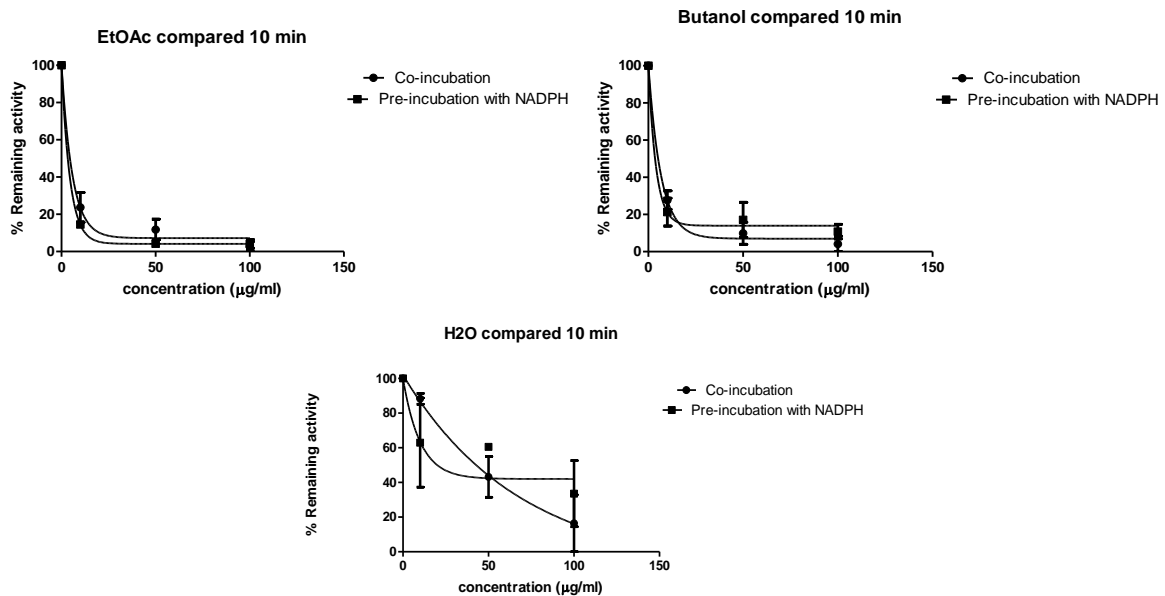 EtOAc compared 10 min
% Remaining activity
100
80
60
40
20
0
0
50
100
150
concentration (μg/ml)
Co-incubation
Pre-incubation with NADPH
Butanol compared 10 min
% Remaining activity
100
80
60
40
20
0
0
50
100
150
concentration (μg/ml)
Co-incubation
Pre-incubation with NADPH
H2O compared 10 min
% Remaining activity
100
80
60
40
20
0
0
50
100
150
concentration (μg/ml)
Co-incubation
Pre-incubation with NADPH